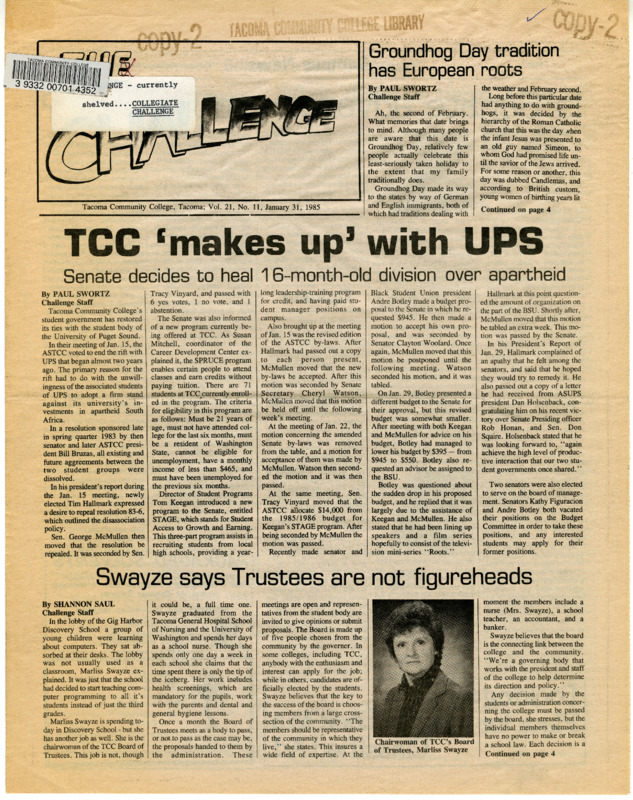 copy-2
TACOMA COMMUNITY COLLEGE LIBRARY
copy-2
THE
CHALLENGE
3 9332 00701 4352
NGE - currently
shelved....COLLEGIATE
CHALLENGE
Tacoma Community College, Tacoma; Vol. 21, No. 11, January 31, 1985
Groundhog Day tradition
has European roots
By PAUL SWORTZ
Challenge Staff
Ah, the second of February.
What memories that date brings
to mind. Although many people
are aware that this date is
Groundhog Day, relatively few
people actually celebrate this
least-seriously taken holiday to
the extent that my family
traditionally does.
Groundhog Day made its way
to the states by way of German
and English immigrants, both of
which had traditions dealing with
the weather and February second.
Long before this particular date
had anything to do with ground-
hogs, it was decided by the
hierarchy of the Roman Catholic
church that this was the day when
the infant Jesus was presented to
an old guy named Simeon, to
whom God had promised life un-
til the savior of the Jews arrived.
For some reason or another, this
day was dubbed Candlemas, and
according to British custom,
young women of birthing years lit
Continued on page 4
TCC 'makes up' with UPS
Senate decides to heal 16-month-old division over apartheid
By PAUL SWORTZ
Challenge Staff
Tacoma Community College's
student government has restored
its ties with the student body of
the University of Puget Sound.
In their meeting of Jan. 15, the
ASTCC voted to end the rift with
UPS that began almost two years
ago. The primary reason for the
rift had to do with the unwill-
ingness of the associated students
of UPS to adopt a firm stand
against its university's in-
vestments in apartheid South
Africa.
In a resolution sponsored late
in spring quarter 1983 by then
senator and later ASTCC presi-
dent Bill Bruzas, all existing and
future aggreements between the
two student groups were
dissolved.
In his president's report during
the Jan. 15 meeting, newly
elected Tim Hallmark expressed
a desire to repeal resolution 83-6,
which outlined the disassociation
policy.
Sen. George McMullen then
moved that the resolution be
repealed. It was seconded by Sen.
Tracy Vinyard, and passed with
6 yes votes, 1 no vote, and 1
abstention.
The Senate was also informed
of a new program currently be-
ing offered at TCC. As Susan
Mitchell, coordinator of the
Career Development Center ex-
plained it, the SPRUCE program
enables certain people to attend
classes and earn credits without
paying tuition. There are 71
students at TCC currently enroll-
ed in the program. The criteria
for eligibility in this program are
as follows: Must be 21 years of
age, must not have attended col-
lege for the last six months, must
be a resident of Washington
State, cannot be eligible for
unemployment, have a monthly
income of less than $465, and
must have been unemployed for
the previous six months.
Director of Student Programs
Tom Keegan introduced a new
program to the Senate, entitled
STAGE, which stands for Student
Access to Growth and Earning.
This three-part program assists in
recruiting students from local
high schools, providing a year-
long leadership-training program
for credit, and having paid stu-
dent manager positions on
campus.
Also brought up at the meeting
of Jan. 15 was the revised edition
of the ASTCC by-laws. After
Hallmark had passed out a copy
to each person present,
McMullen moved that the new
by-laws be accepted. After this
motion was seconded by Senate
Secretary Cheryl Watson,
McMullen moved that this motion
be held off until the following
week's meeting.
At the meeting of Jan. 22, the
motion concerning the amended
Senate by-laws was removed
from the table, and a motion for
acceptance of them was made by
McMullen. Watson then second-
ed the motion and it was then
passed.
At the same meeting, Sen.
Tracy Vinyard moved that the
ASTCC allocate $14,000 from
the 1985/1986 budget for
Keegan's STAGE program. After
being seconded by McMullen the
motion was passed.
Recently made senator and
Black Student Union president
Andre Botley made a budget pro-
posal to the Senate in which he re-
quested $945. He then made a
motion to accept his own pro-
posal, and was seconded by
Senator Clayton Woofard. Once
again, McMullen moved that this
motion be postponed until the
following meeting. Watson
seconded his motion, and it was
tabled.
On Jan. 29, Botley presented a
different budget to the Senate for
their approval, but this revised
budget was somewhat smaller.
After meeting with both Keegan
and McMullen for advice on his
budget, Botley had managed to
lower his budget by $395 — from
$945 to $550. Botley also re-
quested an advisor be assigned to
the BSU.
Botley was questioned about
the sudden drop in his proposed
budget, and he replied that it was
largely due to the assistance of
Keegan and McMullen. He also
stated that he had been lining up
speakers and a film series
hopefully to consist of the televi-
sion mini-series "Roots."
Hallmark at this point question-
ed the amount of organization on
the part of the BSU. Shortly after,
McMullen moved that this motion
be tabled an extra week. This mo-
tion was passed by the Senate.
In his President's Report of
Jan. 29, Hallmark complained of
an apathy that he felt among the
senators, and said that he hoped
they would try to remedy it. He
also passed out a copy of a letter
he had received from ASUPS
president Dan Holsenback, con-
gratulating him on his recent vic-
tory over Senate Presiding officer
Rob Honan, and Sen. Don
Squire. Holsenback stated that he
was looking forward to, "again
achieve the high level of produc-
tive interaction that our two stu-
dent governments once shared."
Two senators were also elected
to serve on the board of manage-
ment. Senators Kathy Figuracion
and Andre Botley both vacated
their positions on the Budget
Committee in order to take these
positions, and any interested
students may apply for their
former positions.
Swayze says Trustees are not figureheads
By SHANNON SAUL
Challenge Staff
In the lobby of the Gig Harbor
Discovery School a group of
young children were learning
about computers. They sat ab-
sorbed at their desks. The lobby
was not usually used as a
classroom, Marliss Swayze ex-
plained. It was just that the school
had decided to start teaching com-
puter programming to all it's
students instead of just the third
grades.
Marliss Swayze is spending to-
day in Discovery School - but she
has another job as well. She is the
chairwoman of the TCC Board of
Trustees. This job is not, though
it could be, a full time one.
Swayze graduated from the
Tacoma General Hospital School
of Nursing and the University of
Washington and spends her days
as a school nurse. Though she
spends only one day a week in
each school she claims that the
time spent there is only the tip of
the iceberg. Her work includes
health screenings, which are
mandatory for the pupils, work
with the parents and dental and
general hygiene lessons.
Once a month the Board of
Trustees meets as a body to pass,
or not to pass as the case may be,
the proposals handed to them by
the administration. These
meetings are open and represen-
tatives from the student body are
invited to give opinions or submit
proposals. The Board is made up
of five people chosen from the
community by the governor. In
some colleges, including TCC,
anybody with the enthusiasm and
interest can apply for the job;
while in others, candidates are of-
ficially elected by the students.
Swayze believes that the key to
the success of the board is choos-
ing members from a large cross-
section of the community. "The
members should be representative
of the community in which they
live," she states. This insures a
wide field of expertise. At the
Chairwoman of TCC's Board
of Trustees, Marliss Swayze
moment the members include a
nurse (Mrs. Swayze), a school
teacher, an accountant, and a
banker.
Swayze believes that the board
is the connecting link between the
college and the community.
"We're a governing body that
works with the president and staff
of the college to help determine
its direction and policy."
Any decision made by the
students or administration concer-
ning the college must be passed
by the board, she stresses, but the
individual members themselves
have no power to make or break
a school law. Each decision is a
Continued on page 4